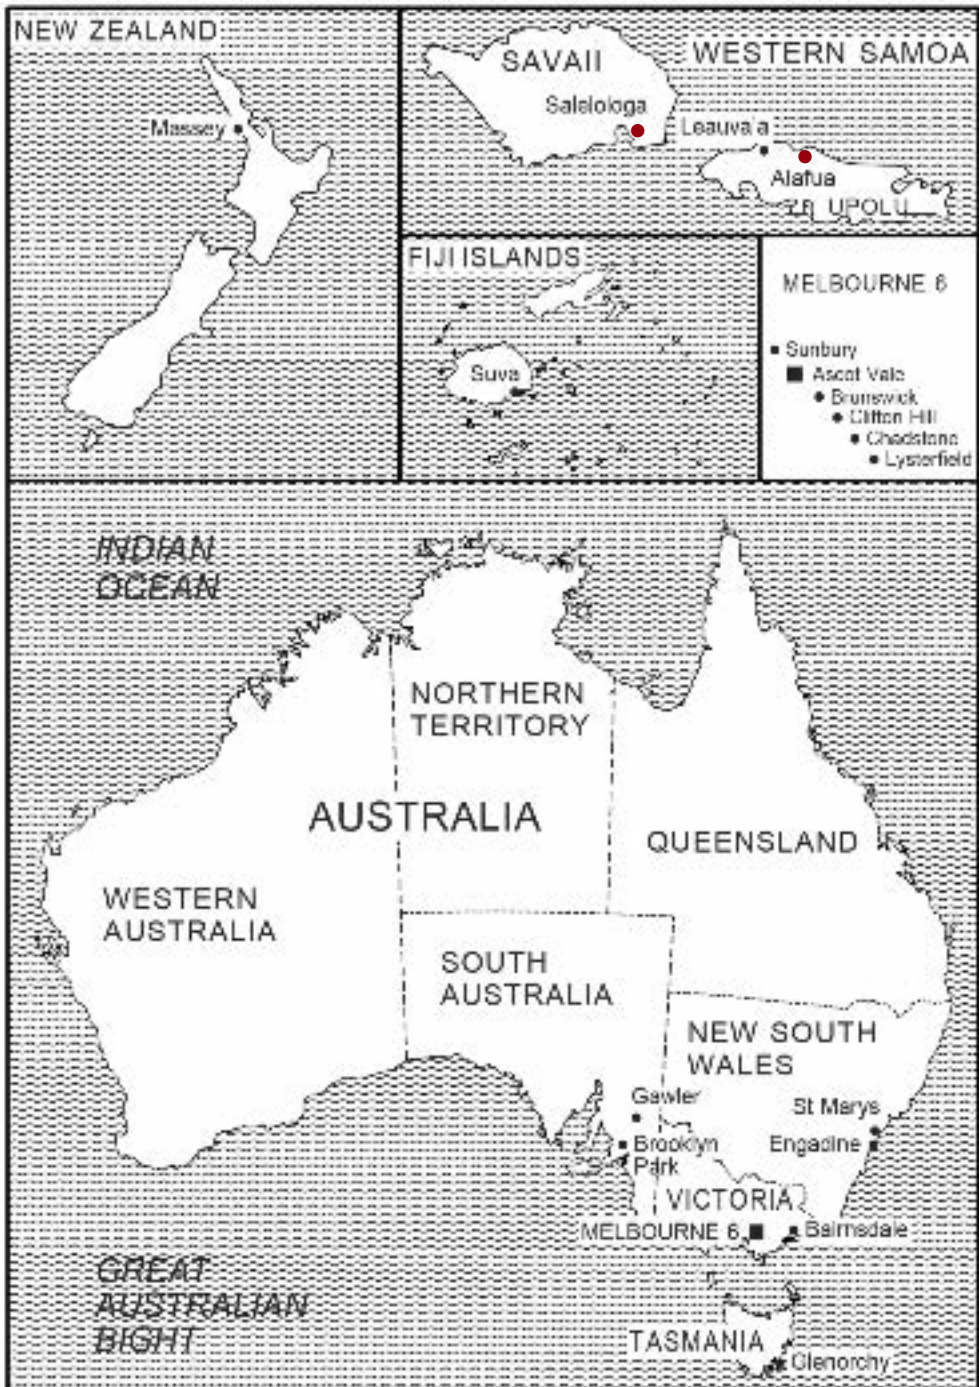 NEW ZEALAND
Massey
SAVAII
WESTERN SAMOA
Salelologa
Leauvaia
Alafua
UPOLU
FIJI ISLANDS
Suva
MELBOURNE 6
Sunbury
Ascot Vale
Brunswick
Clifton Hill
Chadstone
Lysterfield
INDIAN
OCEAN
NORTHERN
TERRITORY
AUSTRALIA
QUEENSLAND
WESTERN
AUSTRALIA
SOUTH
AUSTRALIA
NEW SOUTH
WALES
Gawler
St Marys
Brooklyn
Park
Engadine
VICTORIA
MELBOURNE 6
Bairnsdale
GREAT
AUSTRALIAN
BIGHT
TASMANIA
Glenorchy